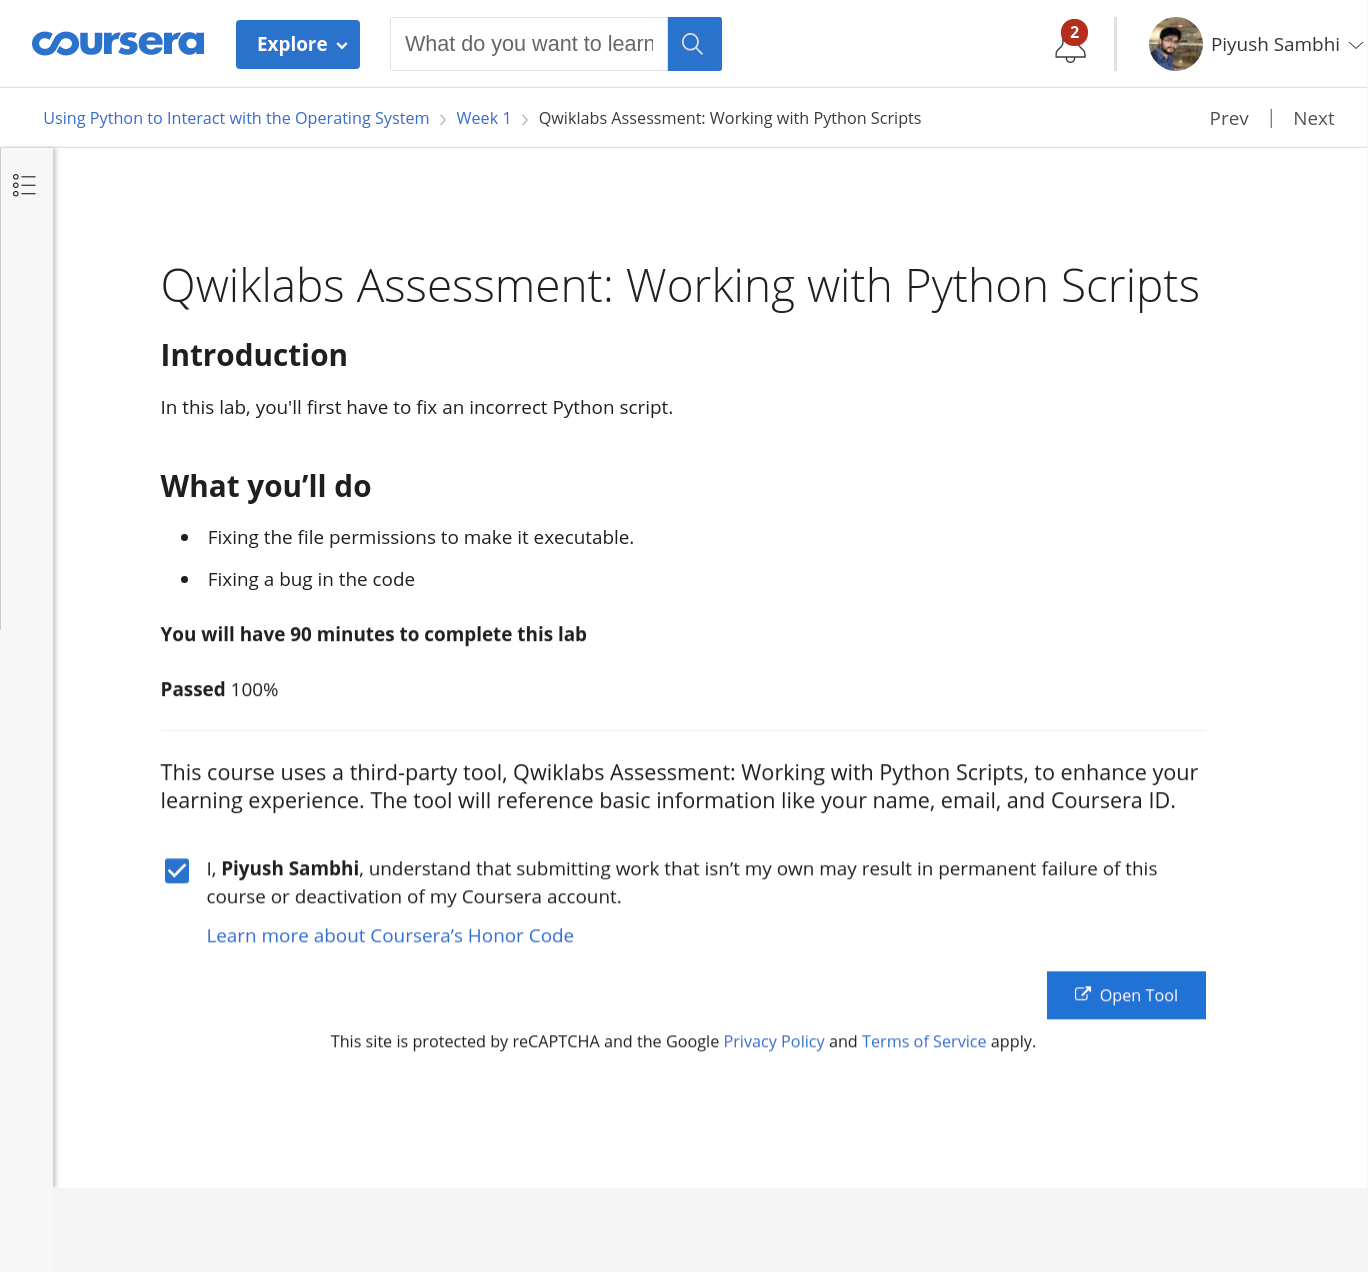 coursera
Explore
What do you want to learn
2
Piyush Sambhi
Using Python to Interact with the Operating System > Week 1 > Qwiklabs Assessment: Working with Python Scripts
Prev | Next
Qwiklabs Assessment: Working with Python Scripts
Introduction
In this lab, you'll first have to fix an incorrect Python script.
What you’ll do
• Fixing the file permissions to make it executable.
• Fixing a bug in the code
You will have 90 minutes to complete this lab
Passed 100%
This course uses a third-party tool, Qwiklabs Assessment: Working with Python Scripts, to enhance your
learning experience. The tool will reference basic information like your name, email, and Coursera ID.
I, Piyush Sambhi, understand that submitting work that isn’t my own may result in permanent failure of this
course or deactivation of my Coursera account.
Learn more about Coursera’s Honor Code
Open Tool
This site is protected by reCAPTCHA and the Google Privacy Policy and Terms of Service apply.